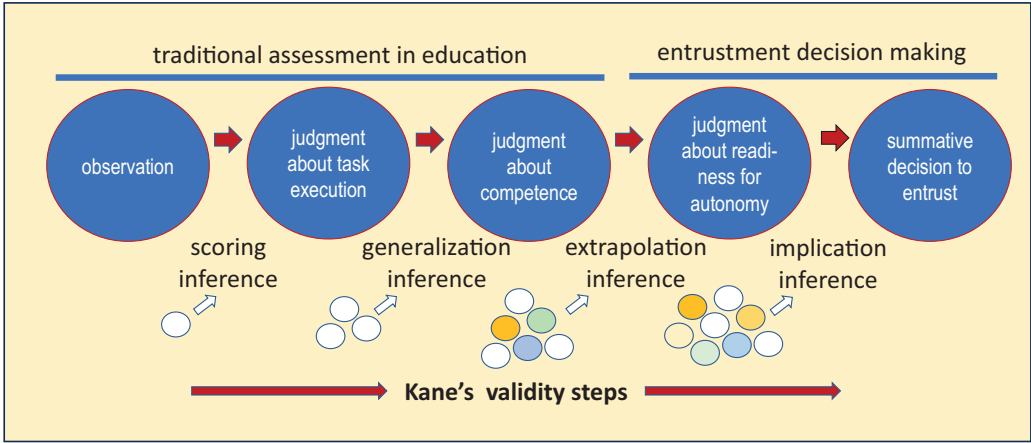 traditional assessment in education
entrustment decision making
observation
judgment
about task
execution
judgment
about
competence
judgment
about readi-
ness for
autonomy
summative
decision to
entrust
scoring
inference
generalization
inference
extrapolation
inference
implication
inference
Kane's validity steps